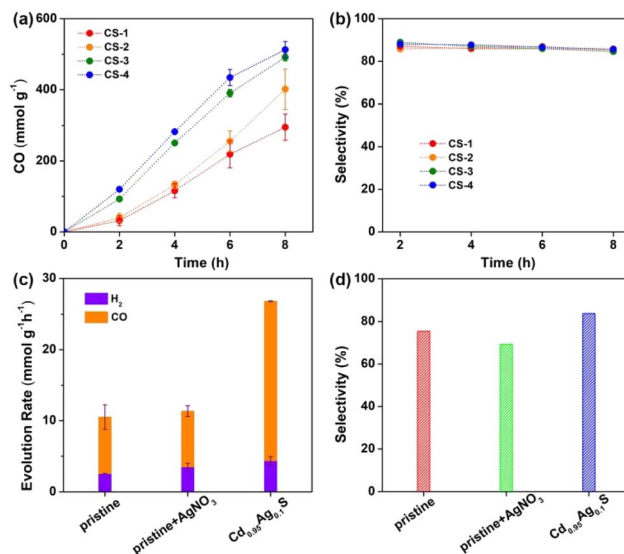 (a)
600
400
200
0
CO (mmol g⁻¹)
CS-1
CS-2
CS-3
CS-4
0 2 4 6 8
Time (h)
(b)
100
80
60
40
20
0
Selectivity (%)
CS-1
CS-2
CS-3
CS-4
2 4 6 8
Time (h)
(c)
30
20
10
0
Evolution Rate (mmol g⁻¹h⁻¹)
H₂
CO
pristine
pristine+AgNO₃
Cd₀.₉₅Ag₀.₁S
(d)
100
80
60
40
20
0
Selectivity (%)
pristine
pristine+AgNO₃
Cd₀.₉₅Ag₀.₁S